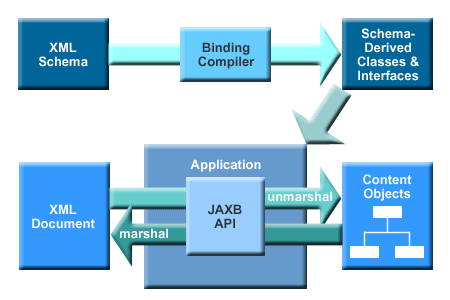 XML
Schema
Binding
Compiler
Schema-
Derived
Classes &
Interfaces
Application
XML
Document
JAXB
API
unmarshal
marshal
Content
Objects